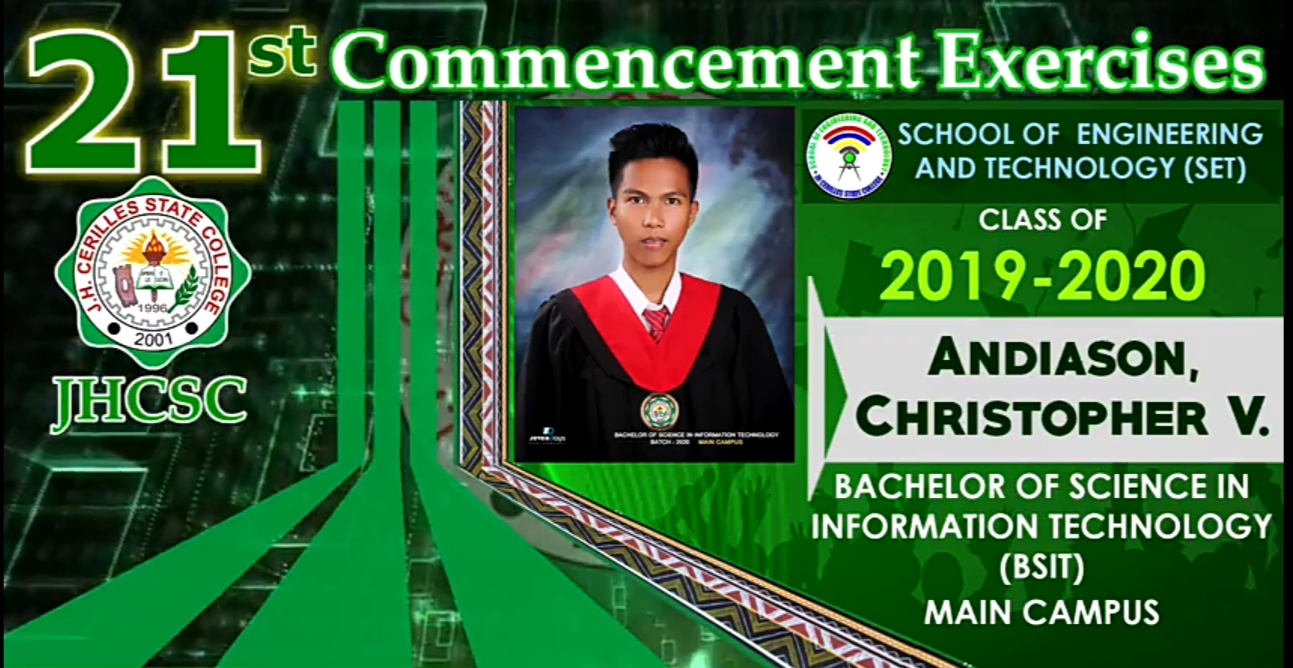 21st Commencement Exercises
J.H. CERILLES STATE COLLEGE
1996
2001
JHCSC
SCHOOL OF ENGINEERING
AND TECHNOLOGY (SET)
CLASS OF
2019-2020
ANDIASON,
CHRISTOPHER V.
BACHELOR OF SCIENCE IN
INFORMATION TECHNOLOGY
(BSIT)
MAIN CAMPUS
BACHELOR OF SCIENCE IN INFORMATION TECHNOLOGY
BATCH - 2020 MAIN CAMPUS